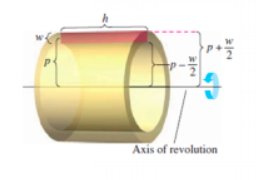 h
w
p + w/2
p
p - w/2
Axis of revolution